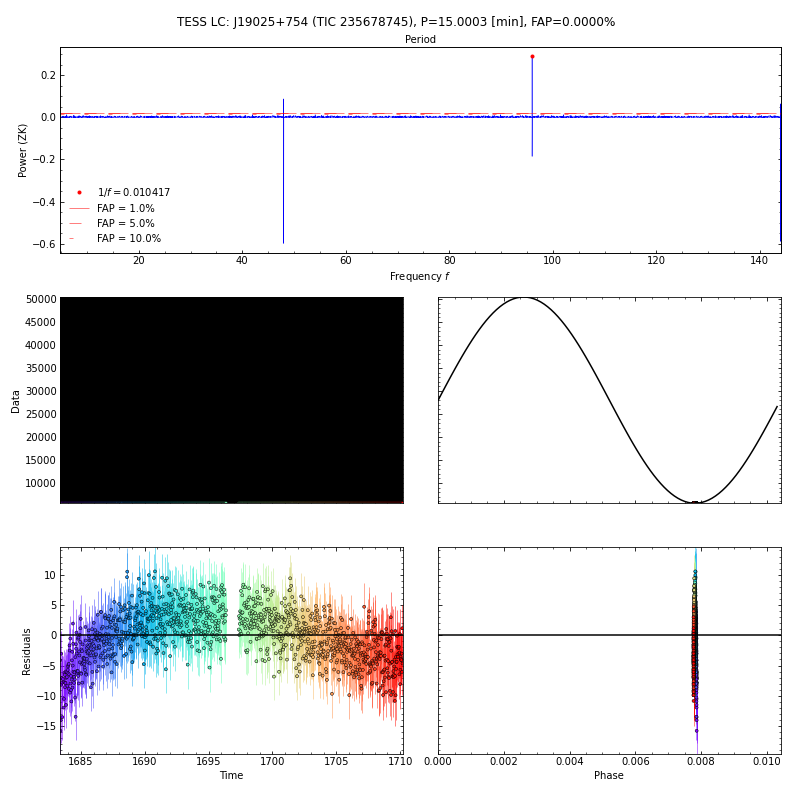 TESS LC: J19025+754 (TIC 235678745), P=15.0003 [min], FAP=0.0000%
Period
0.2
0.0
−0.2
−0.4
−0.6
Power (ZK)
1/f = 0.010417
FAP = 1.0%
FAP = 5.0%
FAP = 10.0%
20 40 60 80 100 120 140
Frequency f
50000
45000
40000
35000
30000
25000
20000
15000
10000
Data
10
5
0
−5
−10
−15
Residuals
1685 1690 1695 1700 1705 1710
Time
0.000 0.002 0.004 0.006 0.008 0.010
Phase